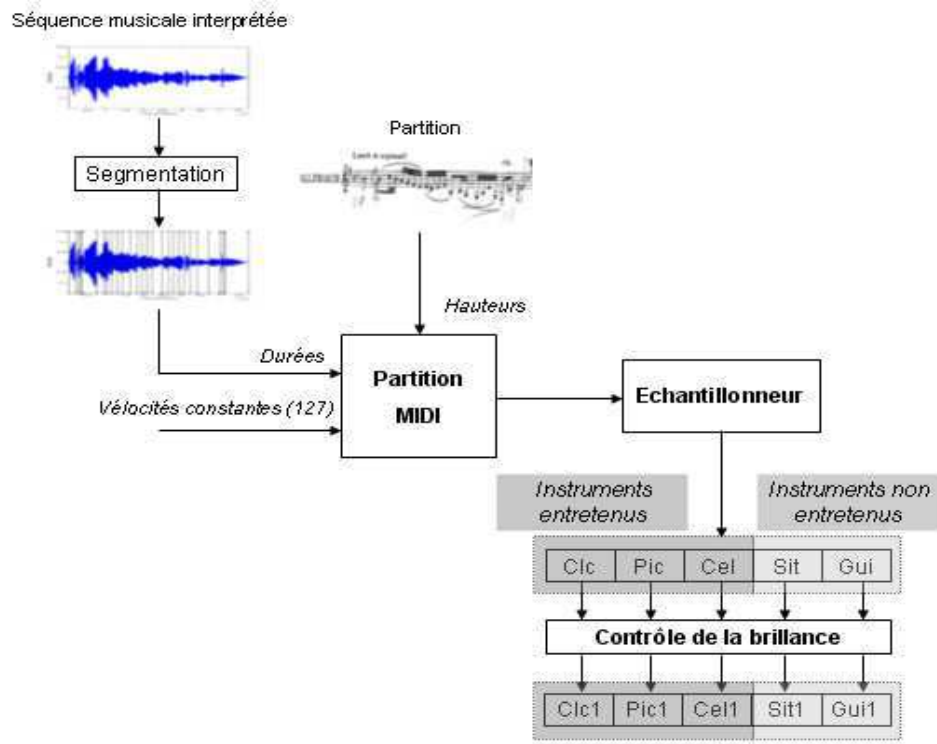 Séquence musicale interprétée
Segmentation
Partition
Hauteurs
Durées
Vélocités constantes (127)
Partition
MIDI
Echantillonneur
Instruments
entretenus
Instruments non
entretenus
Clc Pic Cel Sit Gui
Contrôle de la brillance
Clc1 Pic1 Cel1 Sit1 Gui1